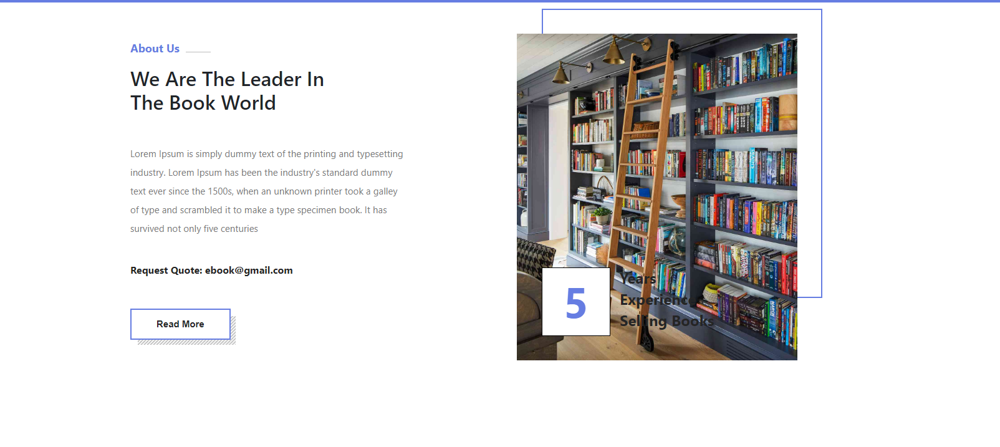 About Us
We Are The Leader In
The Book World
Lorem Ipsum is simply dummy text of the printing and typesetting
industry. Lorem Ipsum has been the industry's standard dummy
text ever since the 1500s, when an unknown printer took a galley
of type and scrambled it to make a type specimen book. It has
survived not only five centuries
Request Quote: ebook@gmail.com
Read More
5
Years
Experience
Selling Books